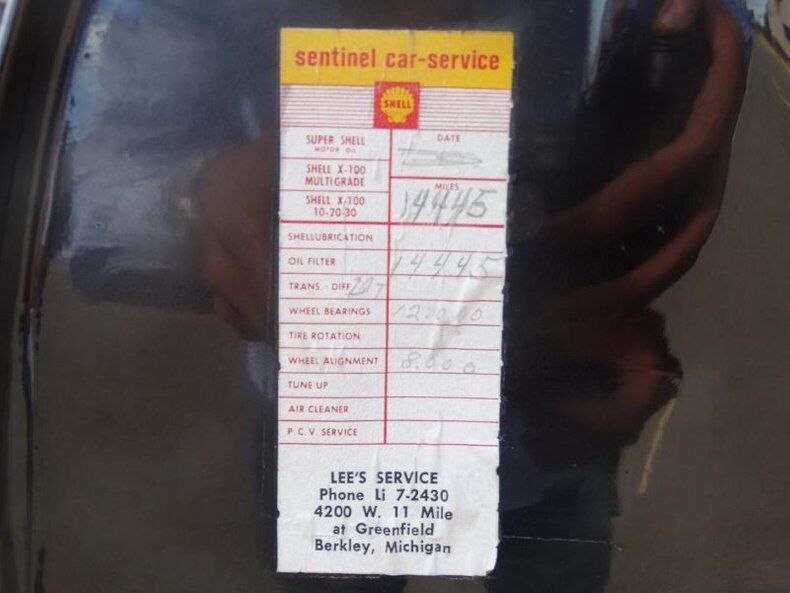 sentinel car-service
SHELL
SUPER SHELL
MOTOR OIL
DATE
SHELL X-100
MULTIGRADE
MILES
14445
SHELL X-100
10-20-30
SHELLUBRICATION
OIL FILTER 14445
TRANS. - DIFF.
WHEEL BEARINGS 12.000
TIRE ROTATION
WHEEL ALIGNMENT 8.000
TUNE UP
AIR CLEANER
P.C.V. SERVICE
LEE'S SERVICE
Phone Li 7-2430
4200 W. 11 Mile
at Greenfield
Berkley, Michigan